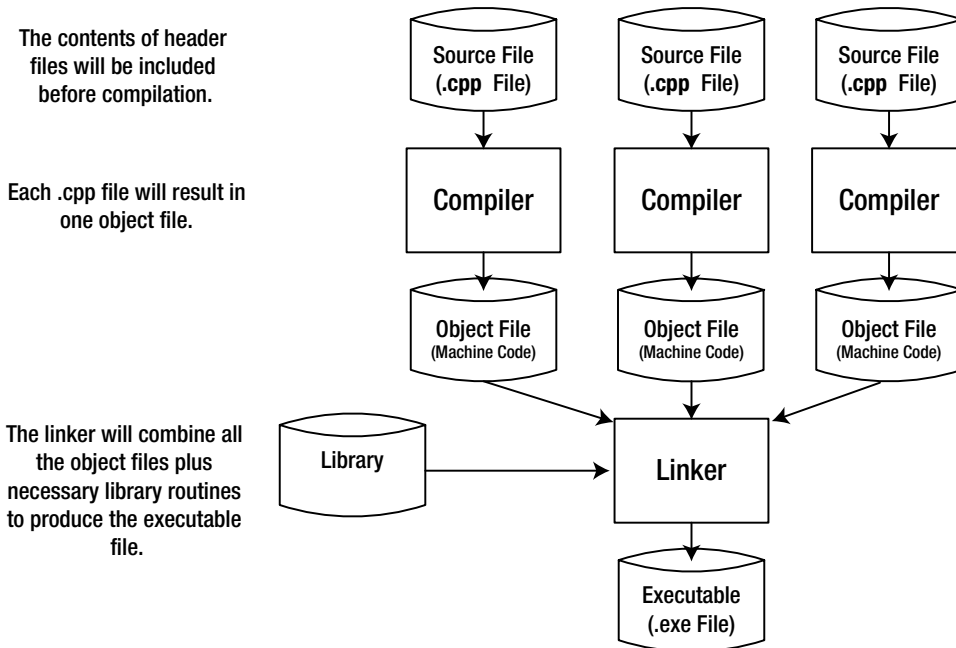 The contents of header
files will be included
before compilation.
Source File
(.cpp File)
Source File
(.cpp File)
Source File
(.cpp File)
Each .cpp file will result in
one object file.
Compiler
Compiler
Compiler
Object File
(Machine Code)
Object File
(Machine Code)
Object File
(Machine Code)
The linker will combine all
the object files plus
necessary library routines
to produce the executable
file.
Library
Linker
Executable
(.exe File)